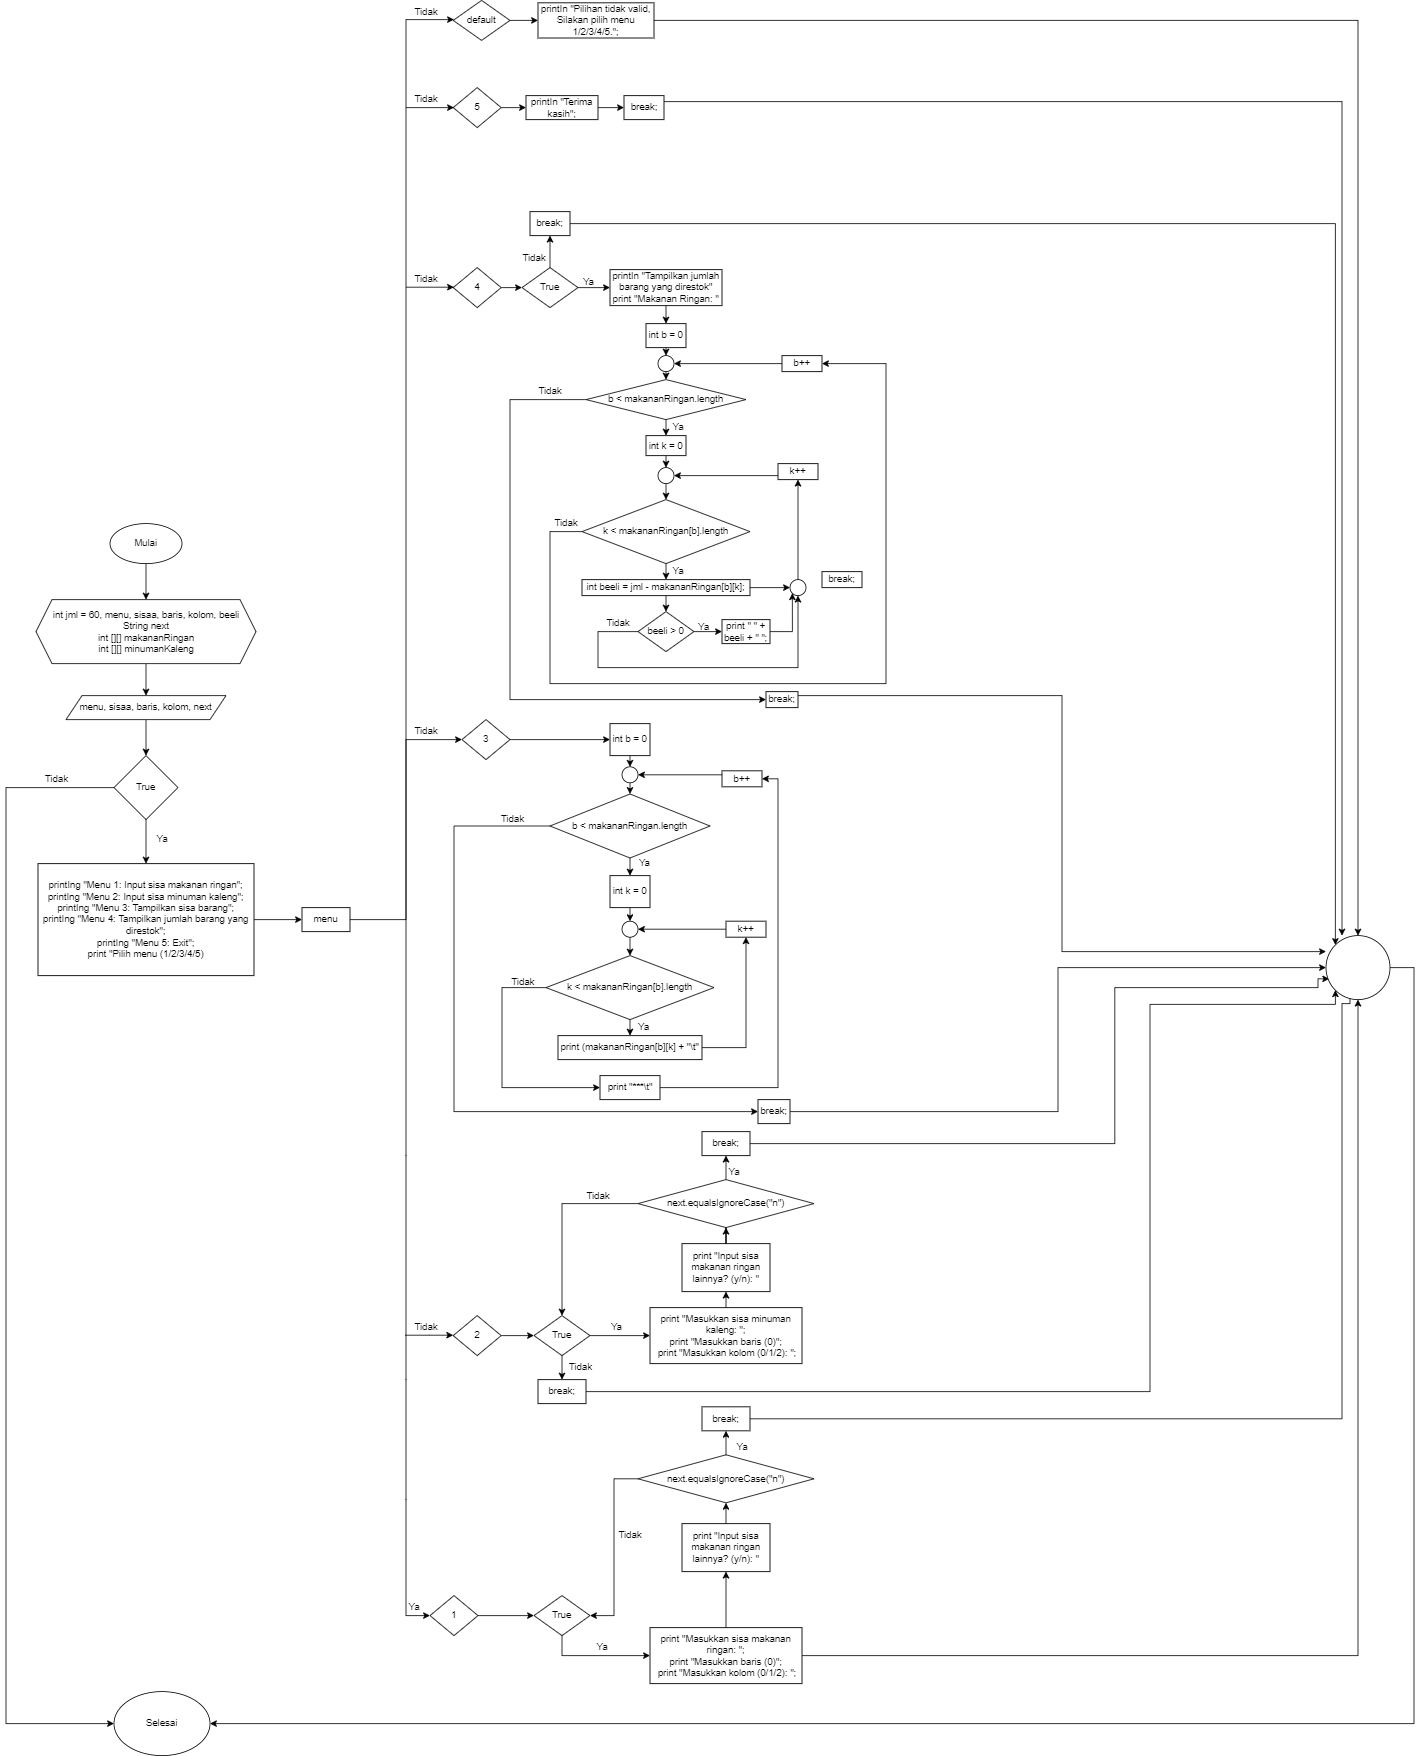 Tidak
default
println "Pilihan tidak valid,
Silakan pilih menu
1/2/3/4/5.";
Tidak
5
println "Terima
kasih";
break;
break;
Tidak
Tidak
4
True
Ya
println "Tampilkan jumlah
barang yang direstok"
print "Makanan Ringan: "
int b = 0
b++
Tidak
b < makananRingan.length
Ya
int k = 0
k++
Tidak
k < makananRingan[b].length
Ya
int beeli = jml - makananRingan[b][k];
break;
Tidak
beeli > 0
Ya
print " " +
beeli + " ";
break;
Mulai
int jml = 60, menu, sisaa, baris, kolom, beeli
String next
int [][] makananRingan
int [][] minumanKaleng
menu, sisaa, baris, kolom, next
Tidak
True
Ya
printlng "Menu 1: Input sisa makanan ringan";
printlng "Menu 2: Input sisa minuman kaleng";
printlng "Menu 3: Tampilkan sisa barang";
printlng "Menu 4: Tampilkan jumlah barang yang
direstok";
printlng "Menu 5: Exit";
print "Pilih menu (1/2/3/4/5)
menu
Tidak
3
int b = 0
b++
Tidak
b < makananRingan.length
Ya
int k = 0
k++
Tidak
k < makananRingan[b].length
Ya
print (makananRingan[b][k] + "\t"
print "***\t"
break;
break;
Ya
Tidak
next.equalsIgnoreCase("n")
print "Input sisa
makanan ringan
lainnya? (y/n): "
Tidak
2
True
Ya
print "Masukkan sisa minuman
kaleng: ";
print "Masukkan baris (0)";
print "Masukkan kolom (0/1/2): ";
Tidak
break;
break;
Ya
next.equalsIgnoreCase("n")
Tidak
print "Input sisa
makanan ringan
lainnya? (y/n): "
Ya
1
True
Ya
print "Masukkan sisa makanan
ringan: ";
print "Masukkan baris (0)";
print "Masukkan kolom (0/1/2): ";
Selesai